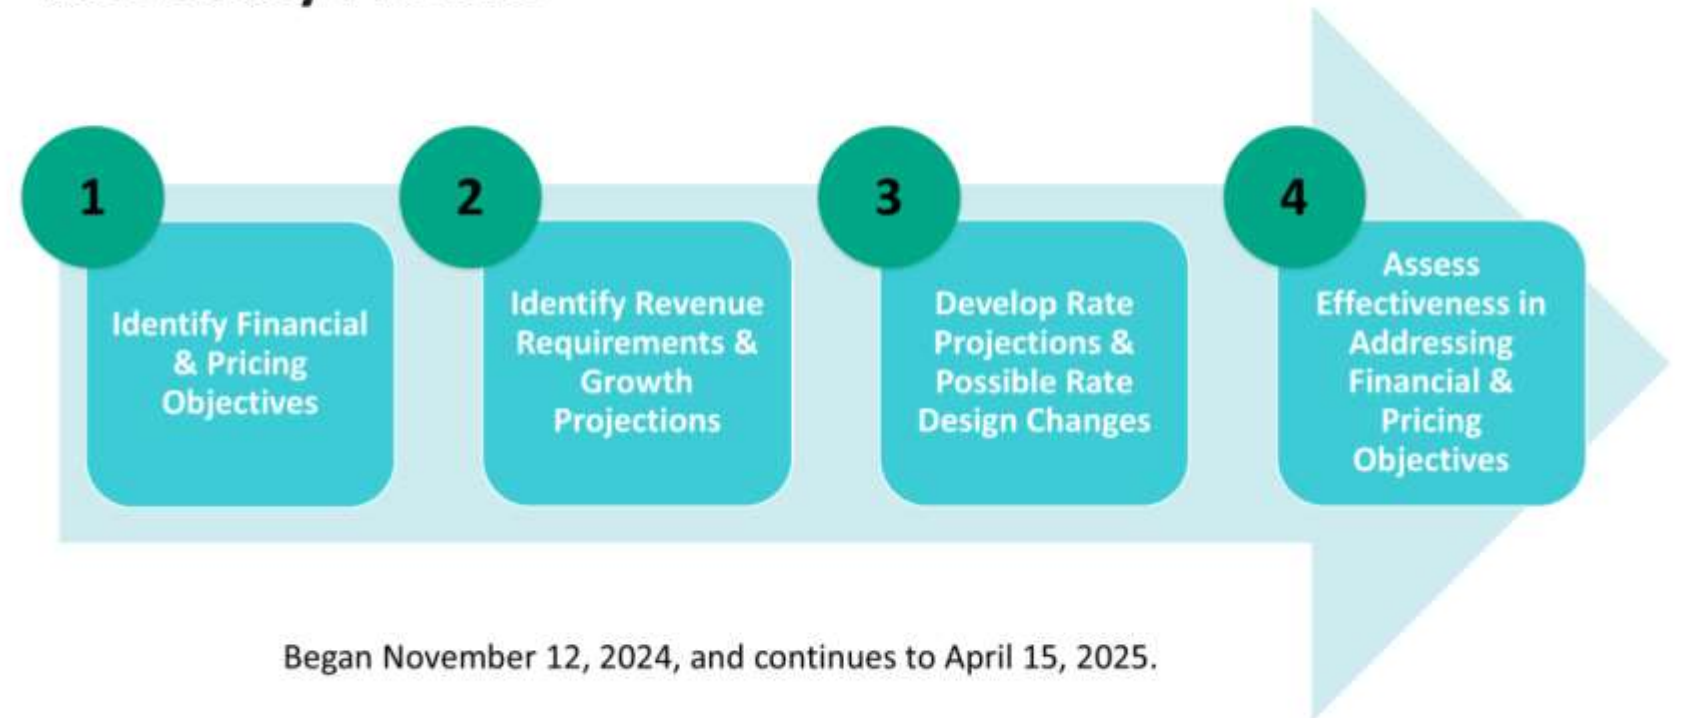 1
Identify Financial
& Pricing
Objectives
2
Identify Revenue
Requirements &
Growth
Projections
3
Develop Rate
Projections &
Possible Rate
Design Changes
4
Assess
Effectiveness in
Addressing
Financial &
Pricing
Objectives
Began November 12, 2024, and continues to April 15, 2025.